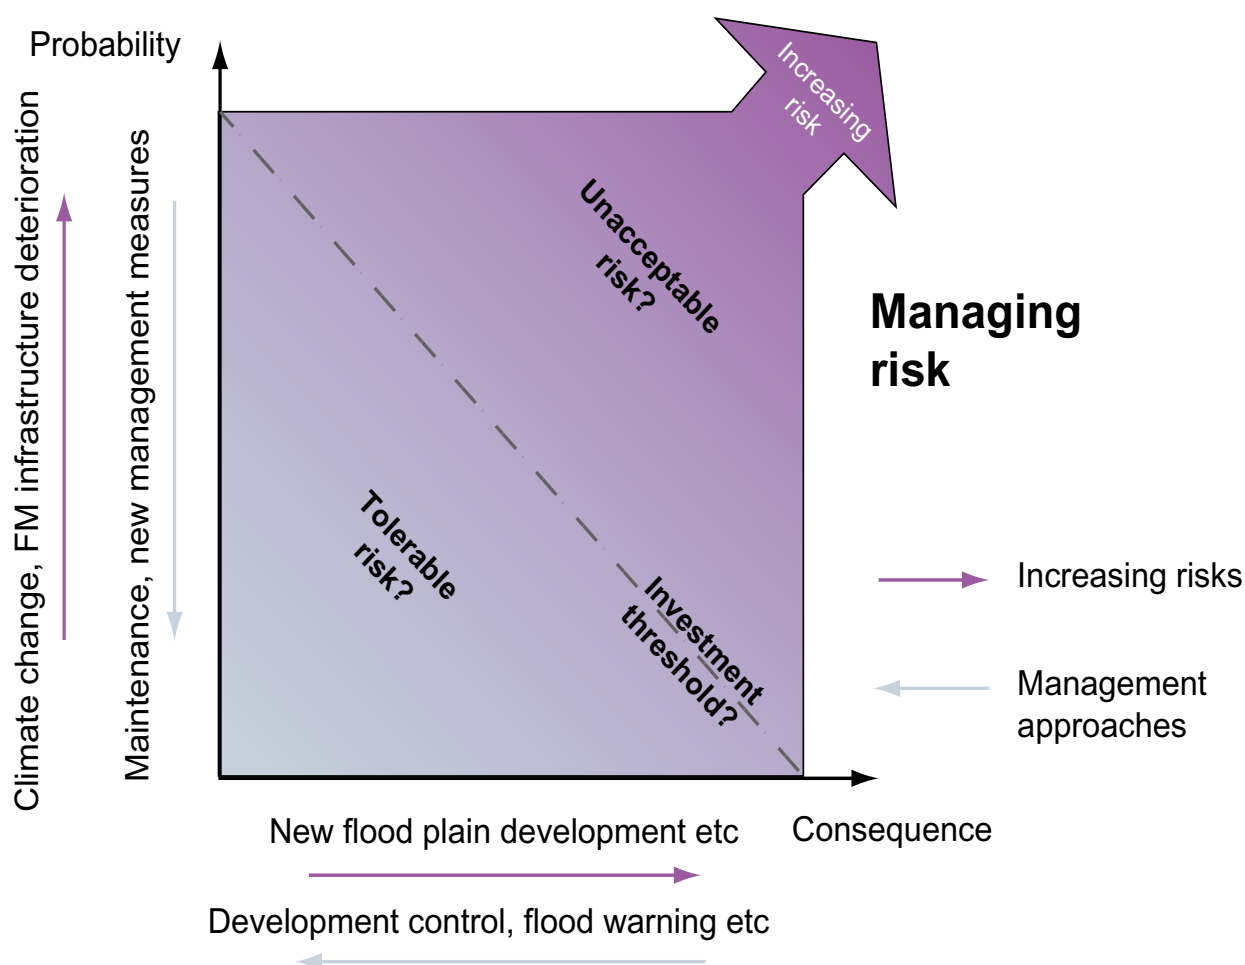 Probability
Increasing
risk
Climate change, FM infrastructure deterioration
Maintenance, new management measures
Unacceptable
risk?
Managing
risk
Tolerable
risk?
Investment
threshold?
Increasing risks
Management
approaches
New flood plain development etc
Consequence
Development control, flood warning etc